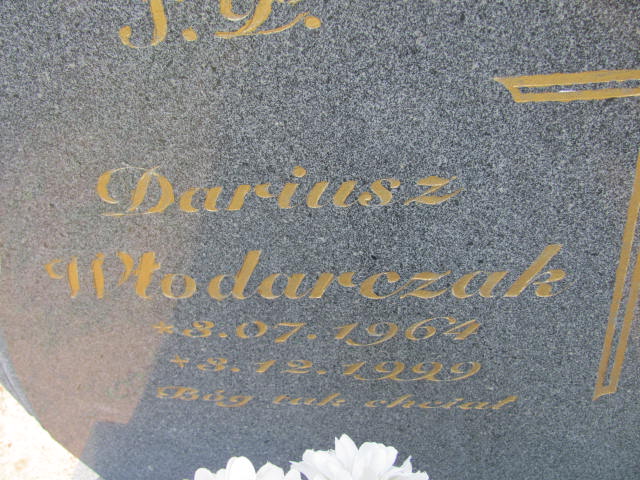 Ś.P.
Dariusz
Włodarczak
*3.07.1964
+3.12.1999
Bóg tak chciał